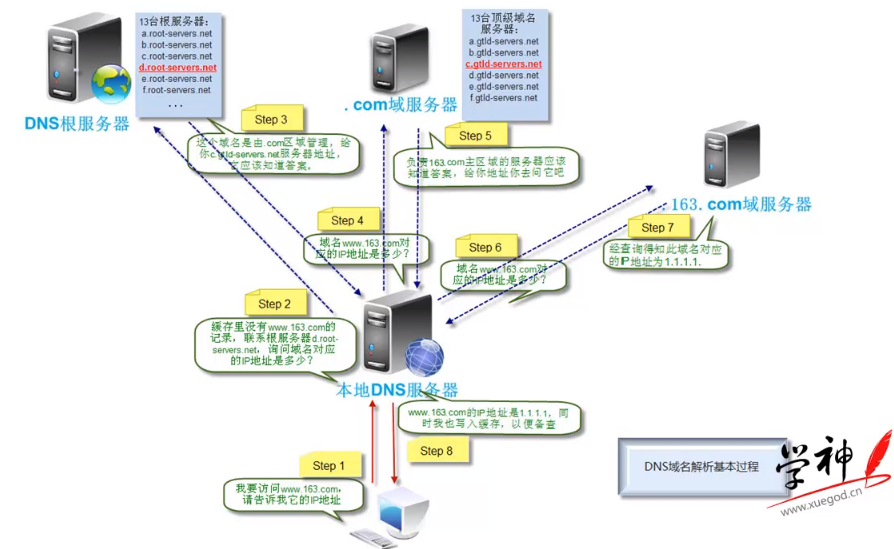 13台根服务器：
a.root-servers.net
b.root-servers.net
c.root-servers.net
d.root-servers.net
e.root-servers.net
f.root-servers.net
...
DNS根服务器
13台顶级域名
服务器：
a.gtld-servers.net
b.gtld-servers.net
c.gtld-servers.net
d.gtld-servers.net
e.gtld-servers.net
f.gtld-servers.net
.com域服务器
Step 3
这个域名是由.com区域管理，给
你c.gtld-servers.net服务器地址，
它应该知道答案。
Step 5
负责163.com主区域的服务器应该
知道答案，给你地址你去问它吧
163.com域服务器
Step 4
域名www.163.com对
应的IP地址是多少？
Step 6
域名www.163.com对
应的IP地址是多少？
Step 7
经查询得知此域名对应
的IP地址为1.1.1.1.
Step 2
缓存里没有www.163.com的
记录，联系根服务器d.root-
servers.net，询问域名对应
的IP地址是多少？
本地DNS服务器
www.163.com的IP地址是1.1.1.1，同
时我也写入缓存，以便备查
Step 8
Step 1
我要访问www.163.com，
请告诉我它的IP地址
DNS域名解析基本过程
学神
www.xuegod.cn